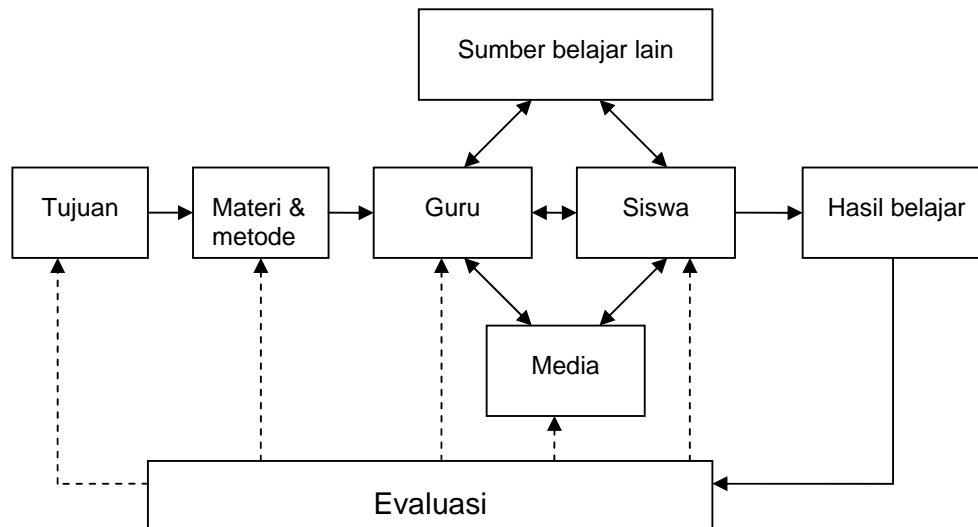 Sumber belajar lain
Tujuan
Materi &
metode
Guru
Siswa
Hasil belajar
Media
Evaluasi